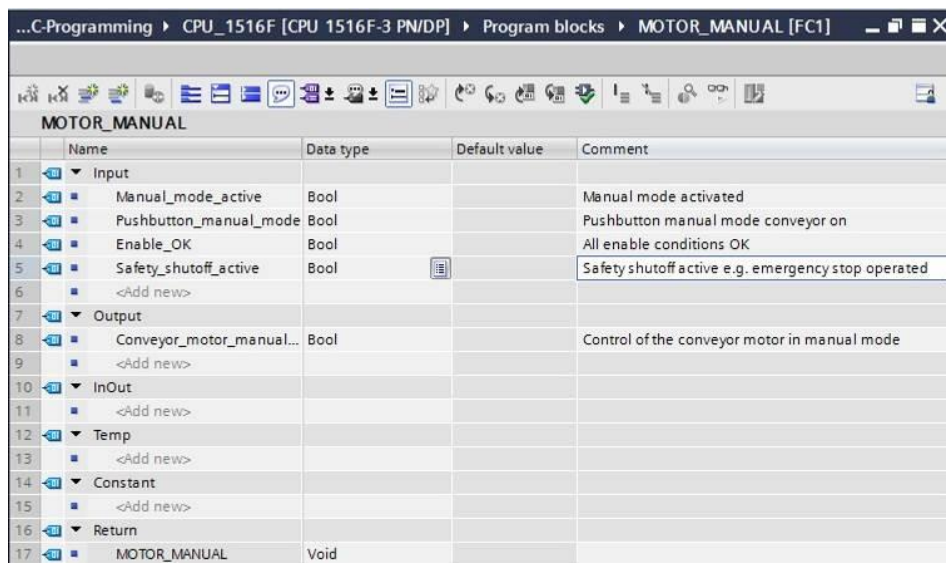 ...C-Programming ▸ CPU_1516F [CPU 1516F-3 PN/DP] ▸ Program blocks ▸ MOTOR_MANUAL [FC1]
MOTOR_MANUAL
Name Data type Default value Comment
1 Input
2 Manual_mode_active Bool Manual mode activated
3 Pushbutton_manual_mode Bool Pushbutton manual mode conveyor on
4 Enable_OK Bool All enable conditions OK
5 Safety_shutoff_active Bool Safety shutoff active e.g. emergency stop operated
6 <Add new>
7 Output
8 Conveyor_motor_manual... Bool Control of the conveyor motor in manual mode
9 <Add new>
10 InOut
11 <Add new>
12 Temp
13 <Add new>
14 Constant
15 <Add new>
16 Return
17 MOTOR_MANUAL Void